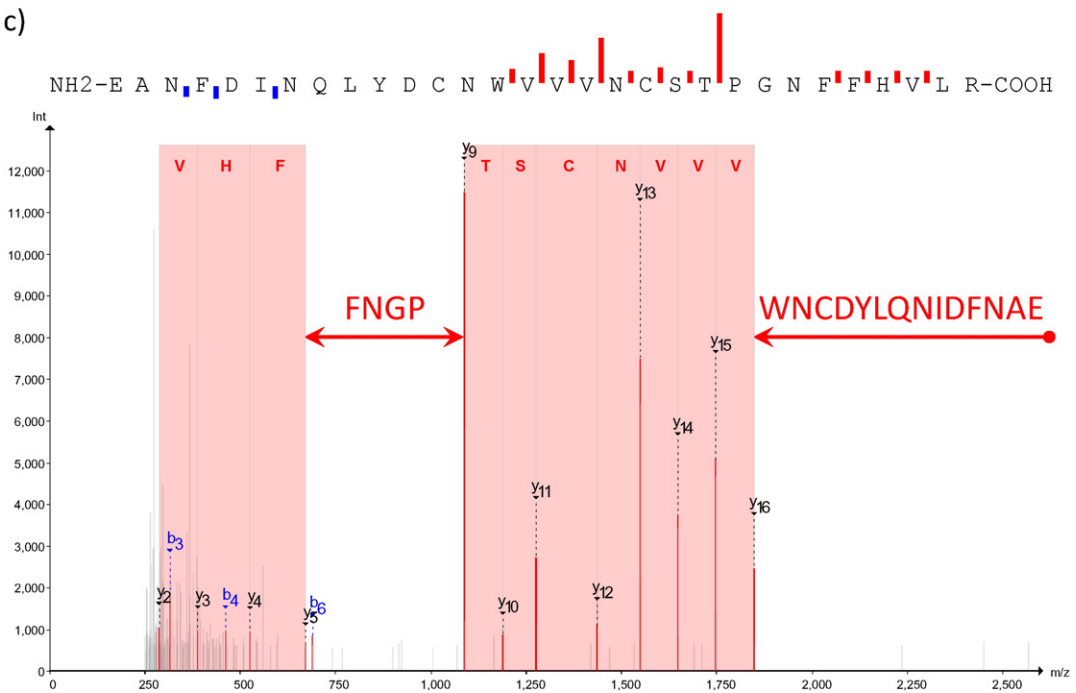 c)
NH2-E A N F D I N Q L Y D C N W V V V N C S T P G N F F H V L R-COOH
Int
V H F T S C N V V V
y9
12,000
11,000
y13
10,000
9,000
FNGP WNCDYLQNIDFNAE
8,000
y15
7,000
6,000
y14
5,000
y11
4,000
y16
3,000
b3
2,000
y2 y3 b4 y4 y5 b6 y10 y12
1,000
0
0 250 500 750 1,000 1,250 1,500 1,750 2,000 2,250 2,500 m/z